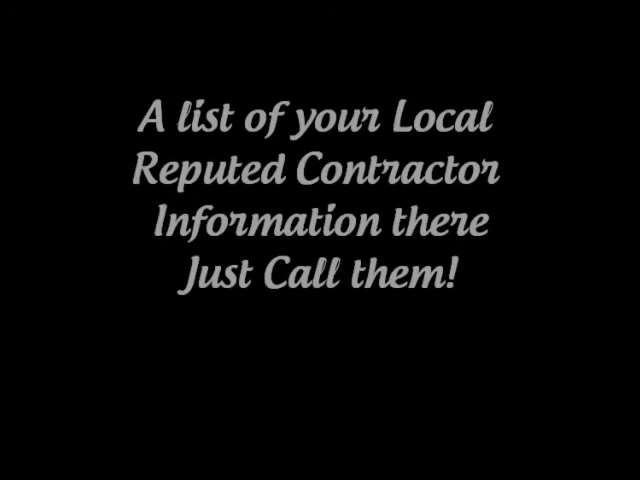 A list of your Local
Reputed Contractor
Information there
Just Call them!